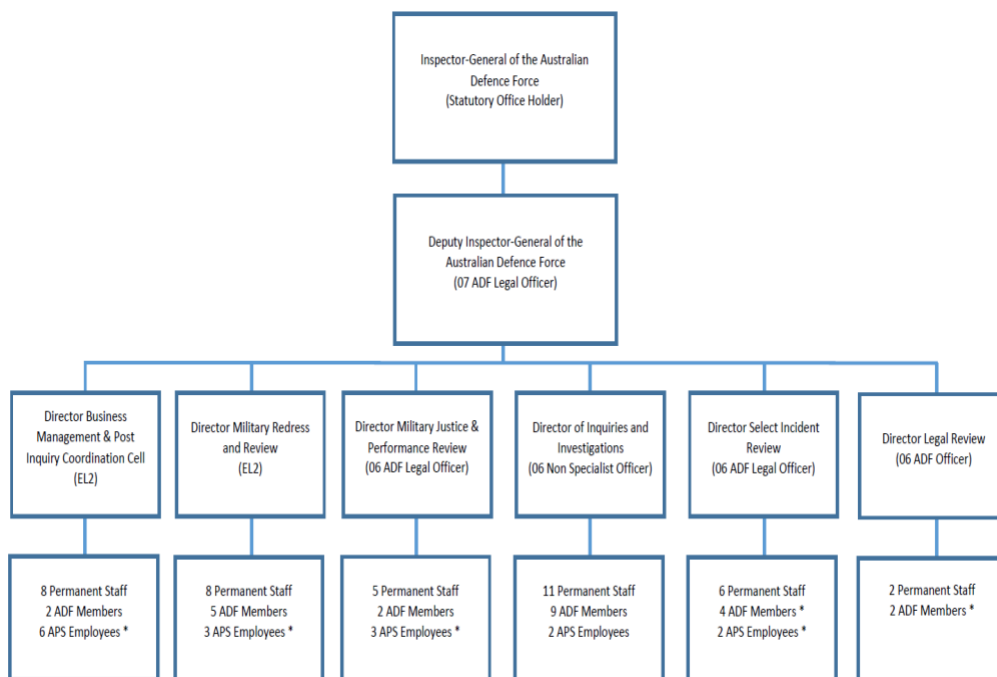 Inspector-General of the Australian
Defence Force
(Statutory Office Holder)
Deputy Inspector-General of the
Australian Defence Force
(07 ADF Legal Officer)
Director Business
Management & Post
Inquiry Coordination Cell
(EL2)
Director Military Redress
and Review
(EL2)
Director Military Justice &
Performance Review
(06 ADF Legal Officer)
Director of Inquiries and
Investigations
(06 Non Specialist Officer)
Director Select Incident
Review
(06 ADF Legal Officer)
Director Legal Review
(06 ADF Officer)
8 Permanent Staff
2 ADF Members
6 APS Employees *
8 Permanent Staff
5 ADF Members
3 APS Employees *
5 Permanent Staff
2 ADF Members
3 APS Employees *
11 Permanent Staff
9 ADF Members
2 APS Employees
6 Permanent Staff
4 ADF Members *
2 APS Employees *
2 Permanent Staff
2 ADF Members *